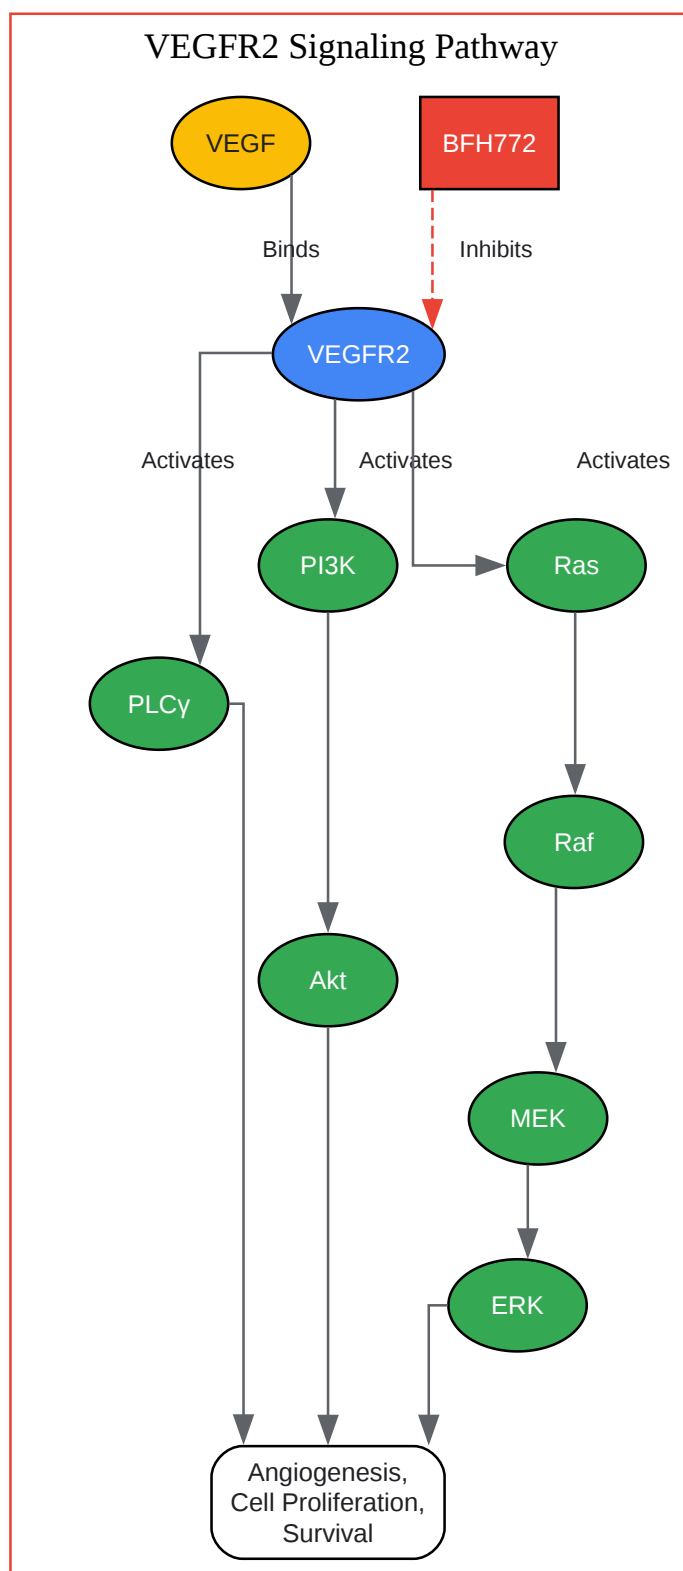 VEGFR2 Signaling Pathway
VEGF
BFH772
Binds
Inhibits
VEGFR2
Activates
Activates
Activates
PI3K
Ras
PLCγ
Raf
Akt
MEK
ERK
Angiogenesis,
Cell Proliferation,
Survival